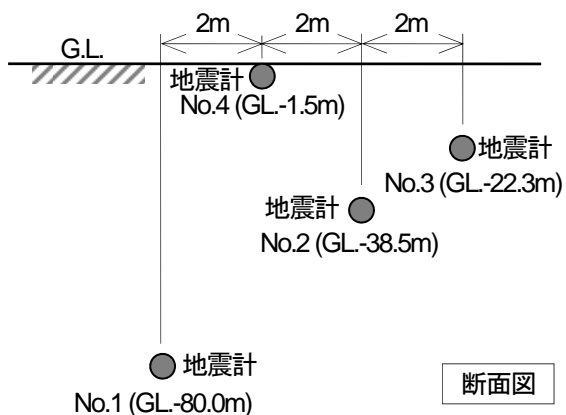 2m 2m 2m
G.L.
地震計
No.4 (GL.-1.5m)
地震計
No.3 (GL.-22.3m)
地震計
No.2 (GL.-38.5m)
地震計
No.1 (GL.-80.0m)
断面図